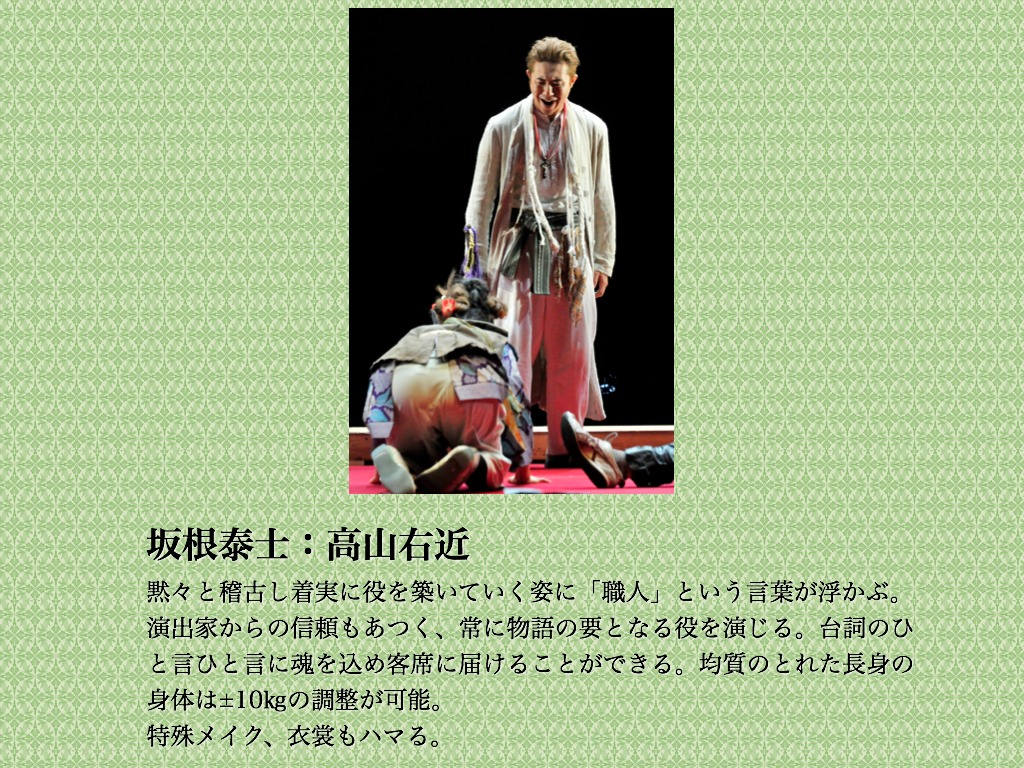 坂根泰士：高山右近
黙々と稽古し着実に役を築いていく姿に「職人」という言葉が浮かぶ。
演出家からの信頼もあつく、常に物語の要となる役を演じる。台詞のひ
と言ひと言に魂を込め客席に届けることができる。均質のとれた長身の
身体は±10㎏の調整が可能。
特殊メイク、衣裳もハマる。